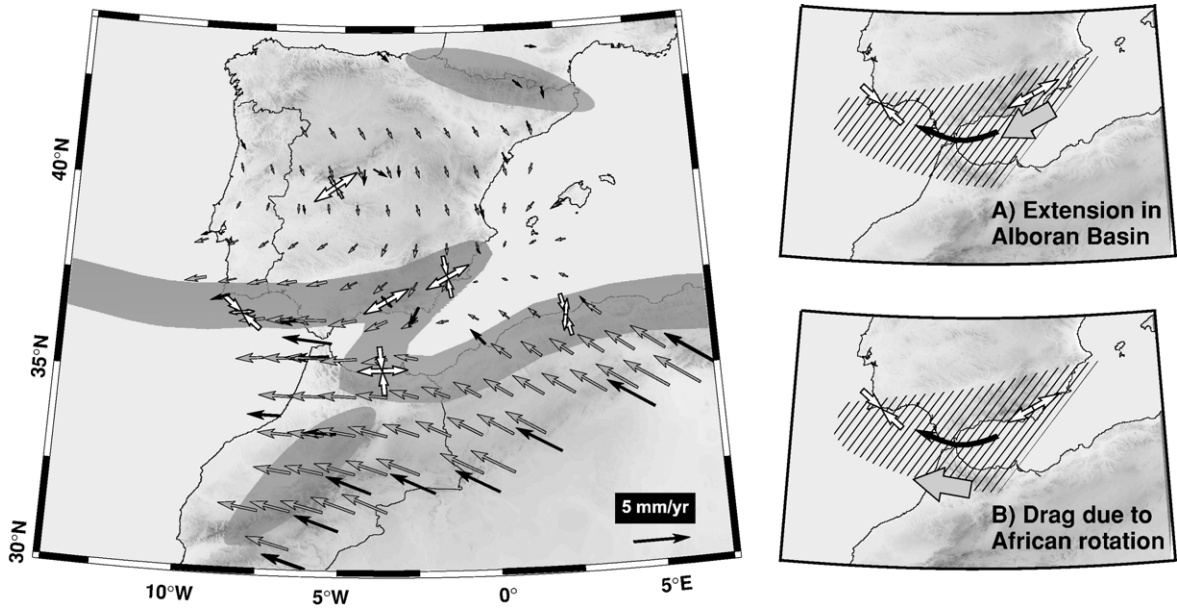 40°N
35°N
30°N
10°W
5°W
0°
5°E
5 mm/yr
A) Extension in
Alboran Basin
B) Drag due to
African rotation